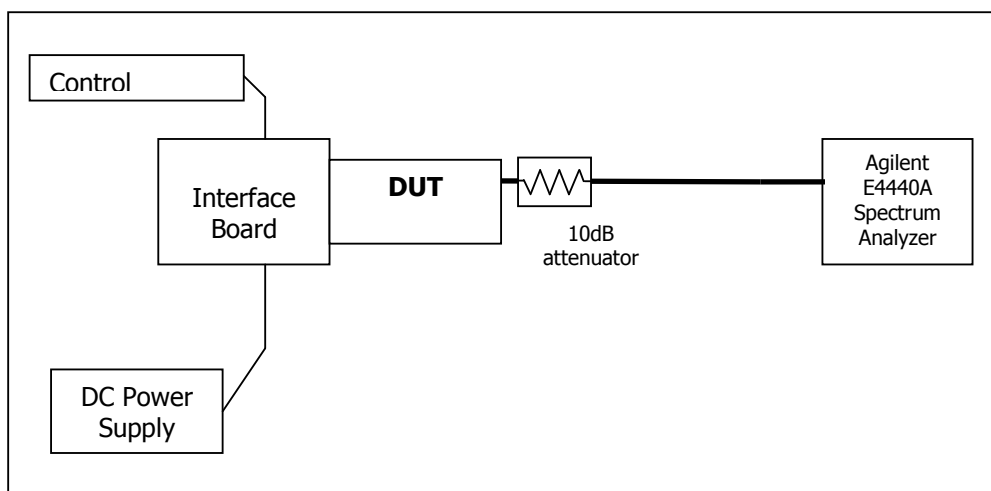 Control
Interface
Board
DUT
10dB
attenuator
Agilent
E4440A
Spectrum
Analyzer
DC Power
Supply